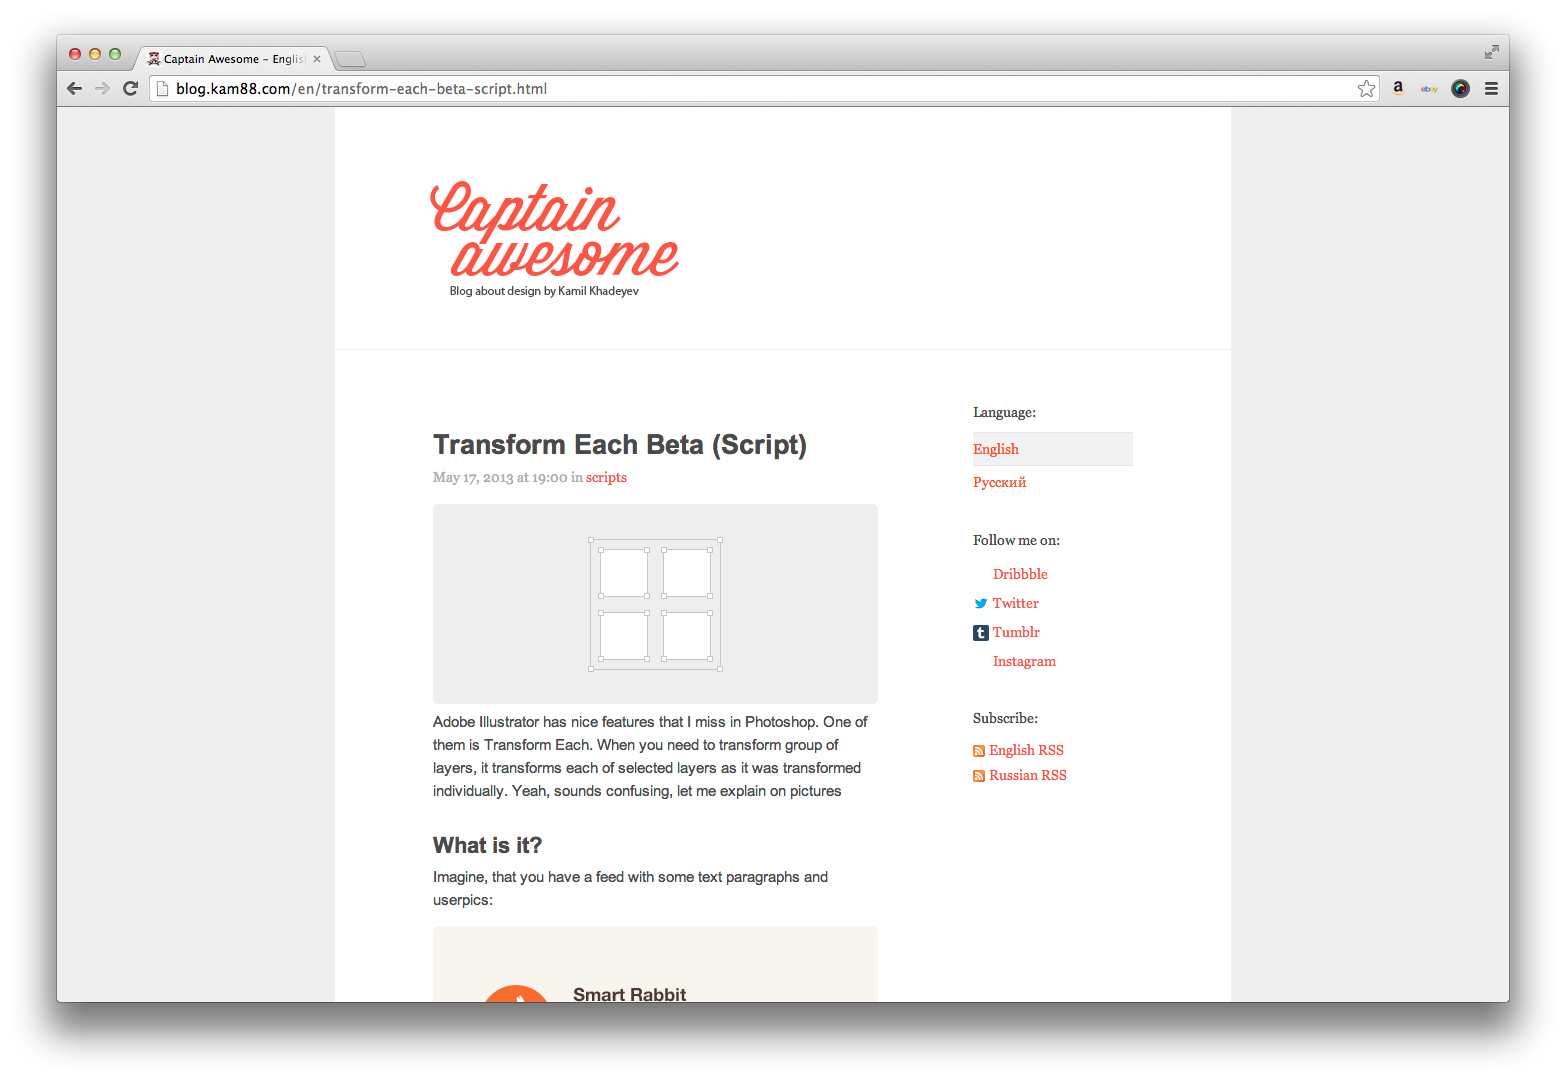 Captain Awesome – Englis
blog.kam88.com/en/transform-each-beta-script.html
a
ebay
Captain
awesome
Blog about design by Kamil Khadeyev
Transform Each Beta (Script)
May 17, 2013 at 19:00 in scripts
Adobe Illustrator has nice features that I miss in Photoshop. One of
them is Transform Each. When you need to transform group of
layers, it transforms each of selected layers as it was transformed
individually. Yeah, sounds confusing, let me explain on pictures
What is it?
Imagine, that you have a feed with some text paragraphs and
userpics:
Smart Rabbit
Language:
English
Русский
Follow me on:
Dribbble
Twitter
t Tumblr
Instagram
Subscribe:
English RSS
Russian RSS